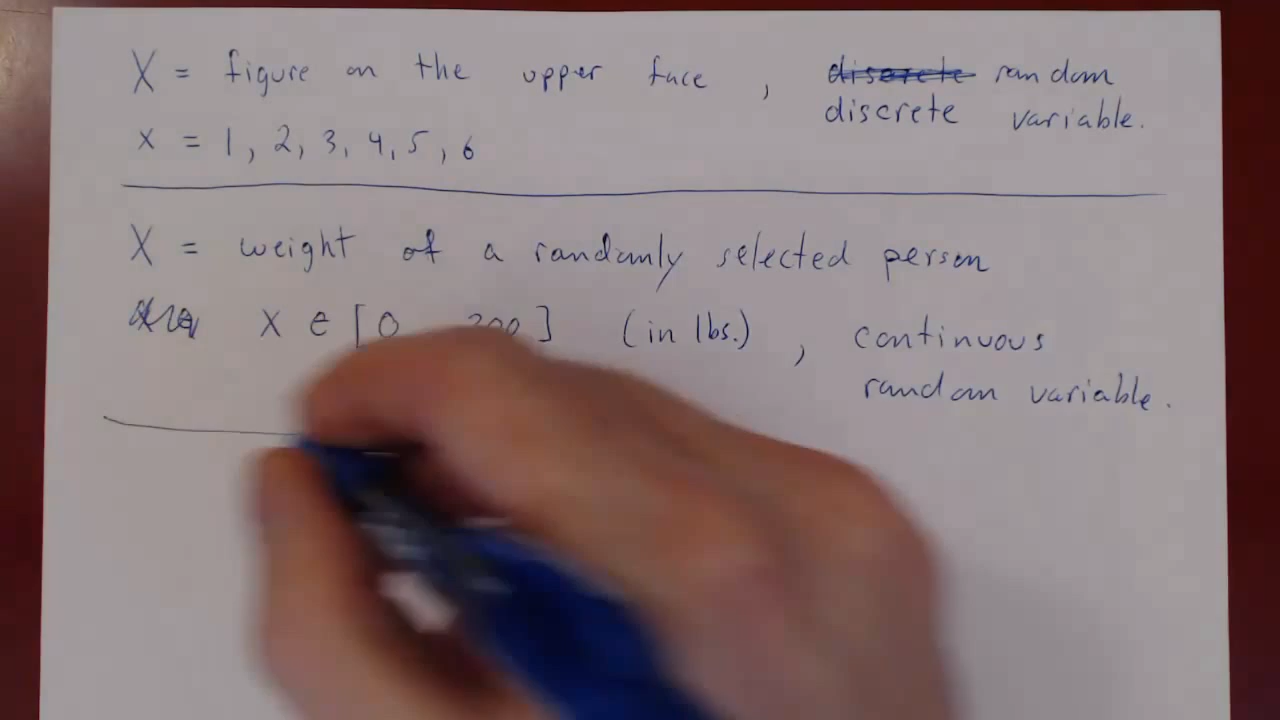 X = figure on the upper face , discrete random
discrete variable.
x = 1, 2, 3, 4, 5, 6
X = weight of a randomly selected person
x ∈ [0 ] (in lbs.) , continuous
random variable.